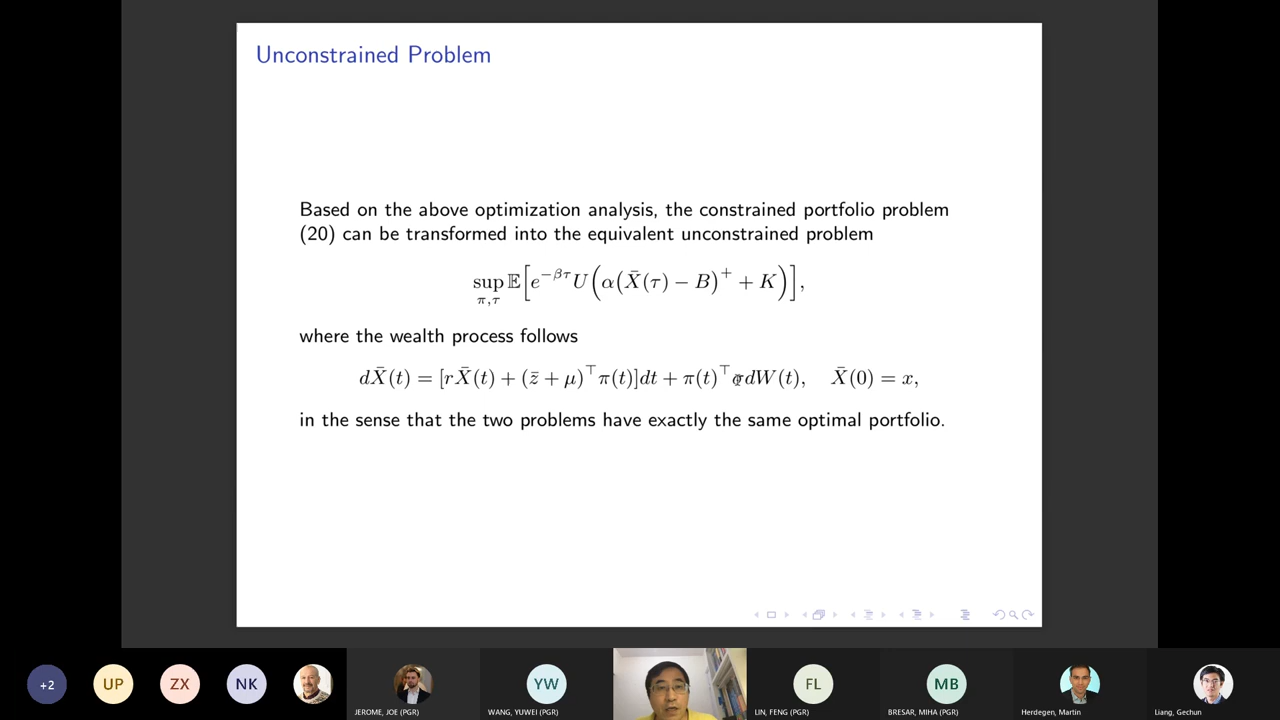 Unconstrained Problem
Based on the above optimization analysis, the constrained portfolio problem
(20) can be transformed into the equivalent unconstrained problem
sup_{π,τ} 𝔼[e^{−βτ} U(α(X̄(τ) − B)^+ + K)],
where the wealth process follows
dX̄(t) = [rX̄(t) + (z̄ + μ)^⊤ π(t)]dt + π(t)^⊤ σdW(t), X̄(0) = x,
in the sense that the two problems have exactly the same optimal portfolio.
+2
UP
ZX
NK
JEROME, JOE (PGR)
YW
WANG, YUWEI (PGR)
FL
LIN, FENG (PGR)
MB
BRESAR, MIHA (PGR)
Herdegen, Martin
Liang, Gechun